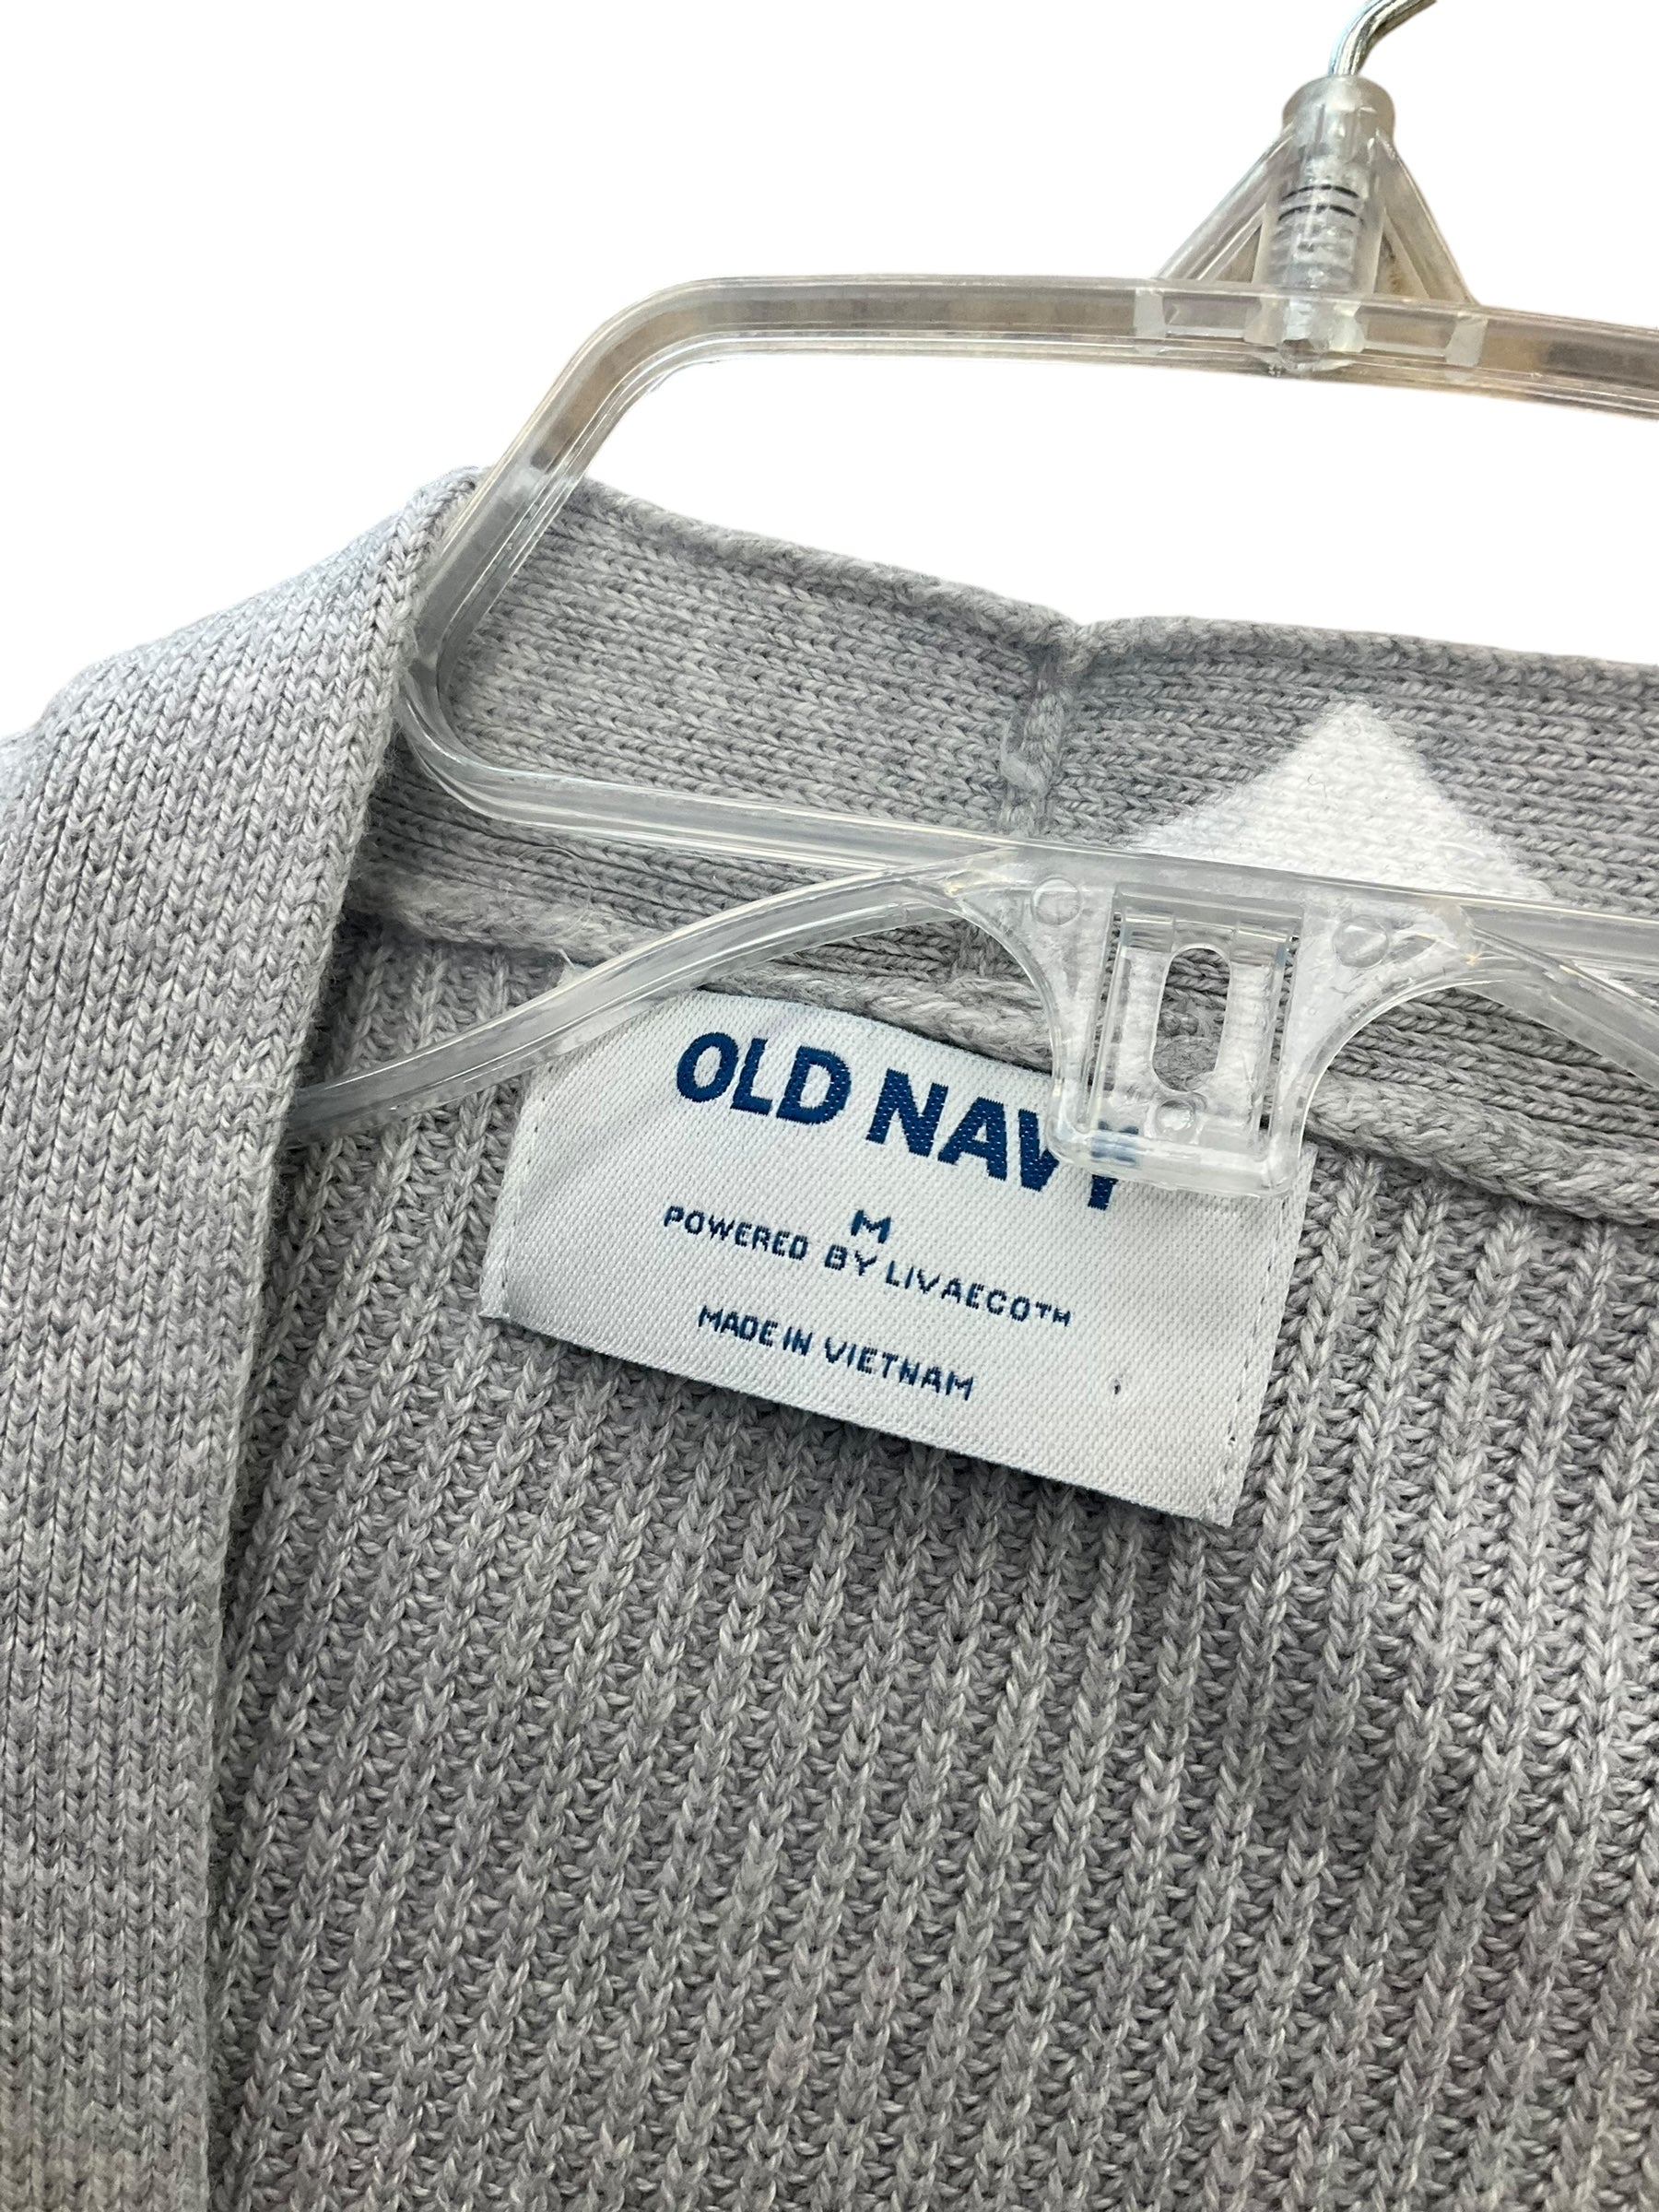 OLD NAVY
M
POWERED BY LIVAECO™
MADE IN VIETNAM